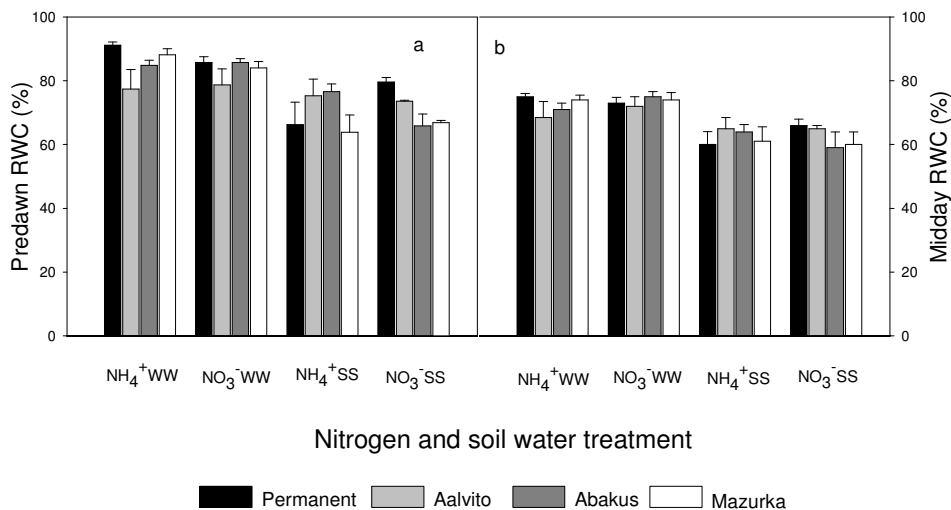 100
80
60
40
20
0
Predawn RWC (%)
a
b
100
80
60
40
20
0
Midday RWC (%)
NH₄⁺WW NO₃⁻WW NH₄⁺SS NO₃⁻SS
NH₄⁺WW NO₃⁻WW NH₄⁺SS NO₃⁻SS
Nitrogen and soil water treatment
Permanent Aalvito Abakus Mazurka